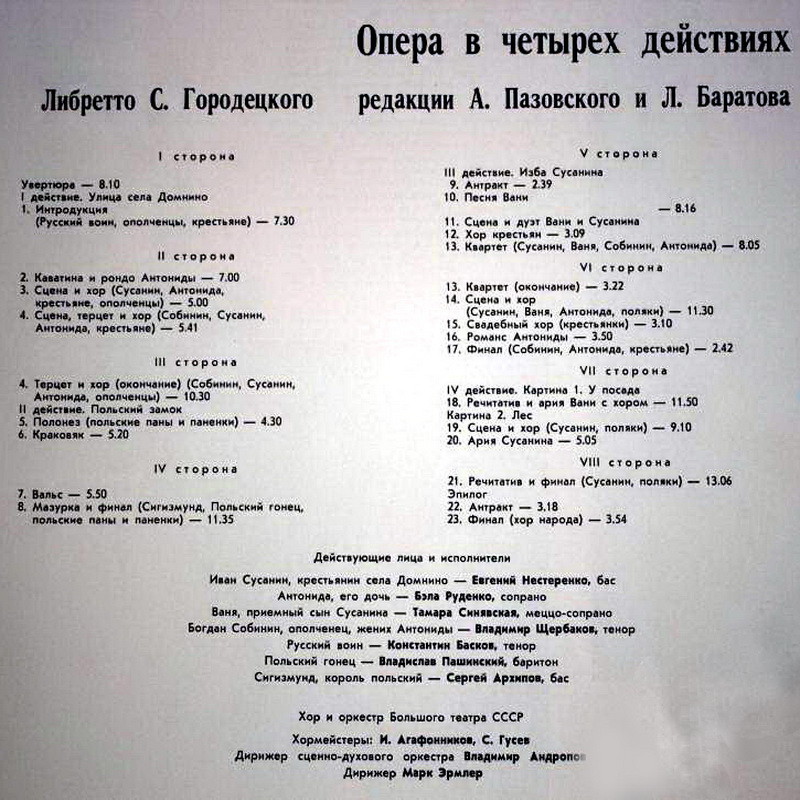 Опера в четырех действиях
Либретто С. Городецкого редакции А. Пазовского и Л. Баратова
I сторона
Увертюра — 8.10
I действие. Улица села Домнино
1. Интродукция
(Русский воин, ополченцы, крестьяне) — 7.30
II сторона
2. Каватина и рондо Антониды — 7.00
3. Сцена и хор (Сусанин, Антонида,
крестьяне, ополченцы) — 5.00
4. Сцена, терцет и хор (Собинин, Сусанин,
Антонида, крестьяне) — 5.41
III сторона
4. Терцет и хор (окончание) (Собинин, Сусанин,
Антонида, ополченцы) — 10.30
II действие. Польский замок
5. Полонез (польские паны и паненки) — 4.30
6. Краковяк — 5.20
IV сторона
7. Вальс — 5.50
8. Мазурка и финал (Сигизмунд, Польский гонец,
польские паны и паненки) — 11.35
V сторона
III действие. Изба Сусанина
9. Антракт — 2.39
10. Песня Вани
— 8.16
11. Сцена и дуэт Вани и Сусанина
12. Хор крестьян — 3.09
13. Квартет (Сусанин, Ваня, Собинин, Антонида) — 8.05
VI сторона
13. Квартет (окончание) — 3.22
14. Сцена и хор
(Сусанин, Ваня, Антонида, поляки) — 11.30
15. Свадебный хор (крестьянки) — 3.10
16. Романс Антониды — 3.50
17. Финал (Собинин, Антонида, крестьяне) — 2.42
VII сторона
IV действие. Картина 1. У посада
18. Речитатив и ария Вани с хором — 11.50
Картина 2. Лес
19. Сцена и хор (Сусанин, поляки) — 9.10
20. Ария Сусанина — 5.05
VIII сторона
21. Речитатив и финал (Сусанин, поляки) — 13.06
Эпилог
22. Антракт — 3.18
23. Финал (хор народа) — 3.54
Действующие лица и исполнители
Иван Сусанин, крестьянин села Домнино — Евгений Нестеренко, бас
Антонида, его дочь — Бэла Руденко, сопрано
Ваня, приемный сын Сусанина — Тамара Синявская, меццо-сопрано
Богдан Собинин, ополченец, жених Антониды — Владимир Щербаков, тенор
Русский воин — Константин Басков, тенор
Польский гонец — Владислав Пашинский, баритон
Сигизмунд, король польский — Сергей Архипов, бас
Хор и оркестр Большого театра СССР
Хормейстеры: И. Агафонников, С. Гусев
Дирижер сценно-духового оркестра Владимир Андропов
Дирижер Марк Эрмлер